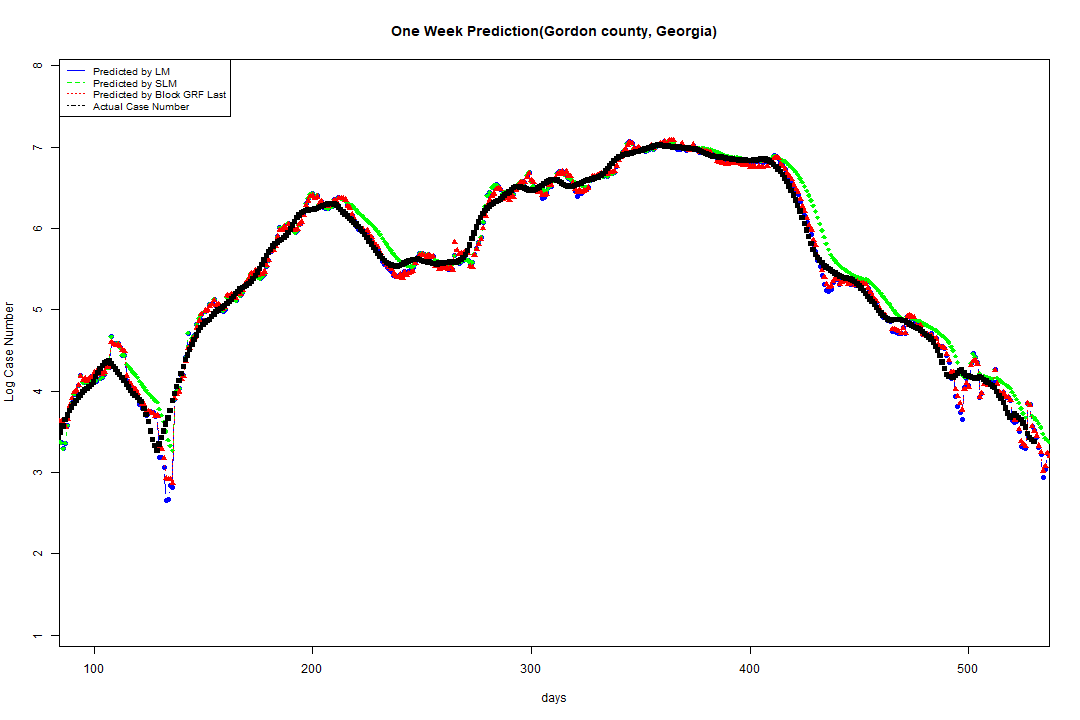 One Week Prediction(Gordon county, Georgia)
Predicted by LM
Predicted by SLM
Predicted by Block GRF Last
Actual Case Number
8
7
6
5
4
3
2
1
Log Case Number
100 200 300 400 500
days